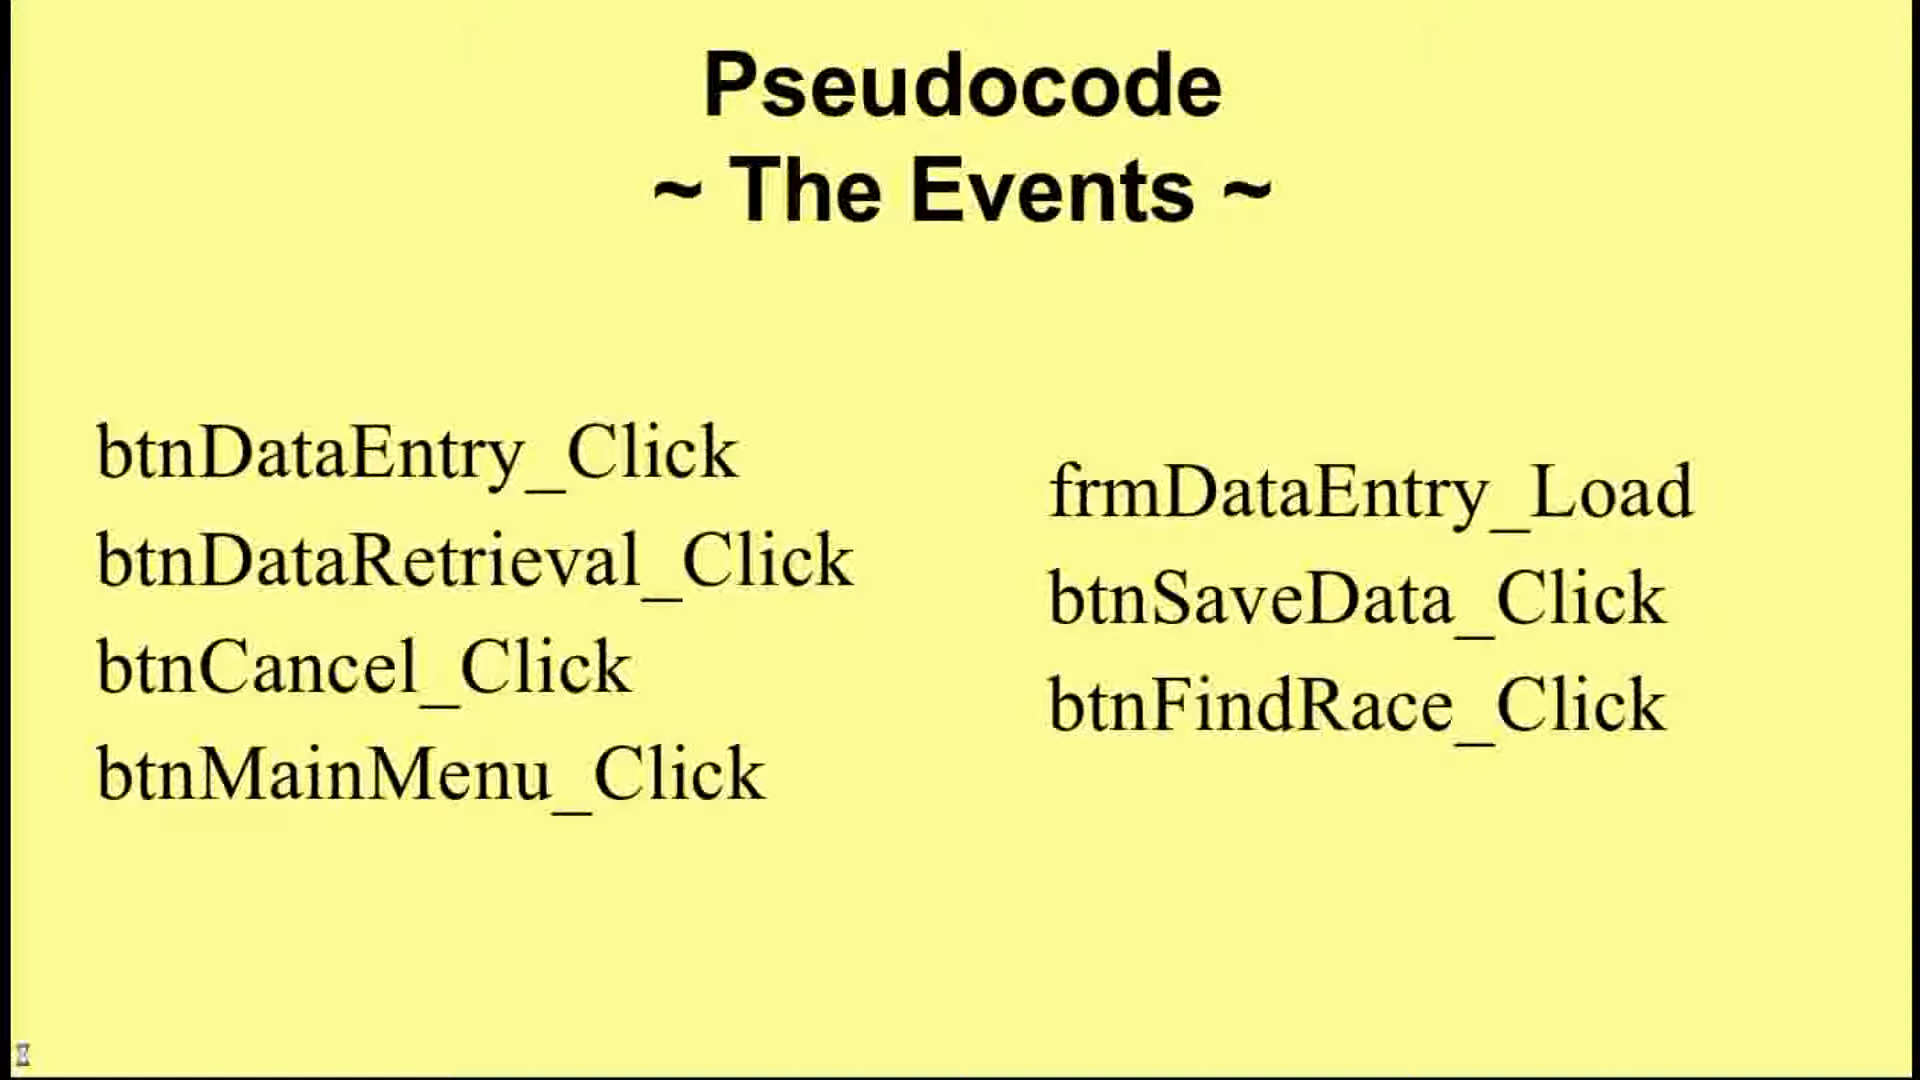 Pseudocode
~ The Events ~
btnDataEntry_Click
btnDataRetrieval_Click
btnCancel_Click
btnMainMenu_Click
frmDataEntry_Load
btnSaveData_Click
btnFindRace_Click